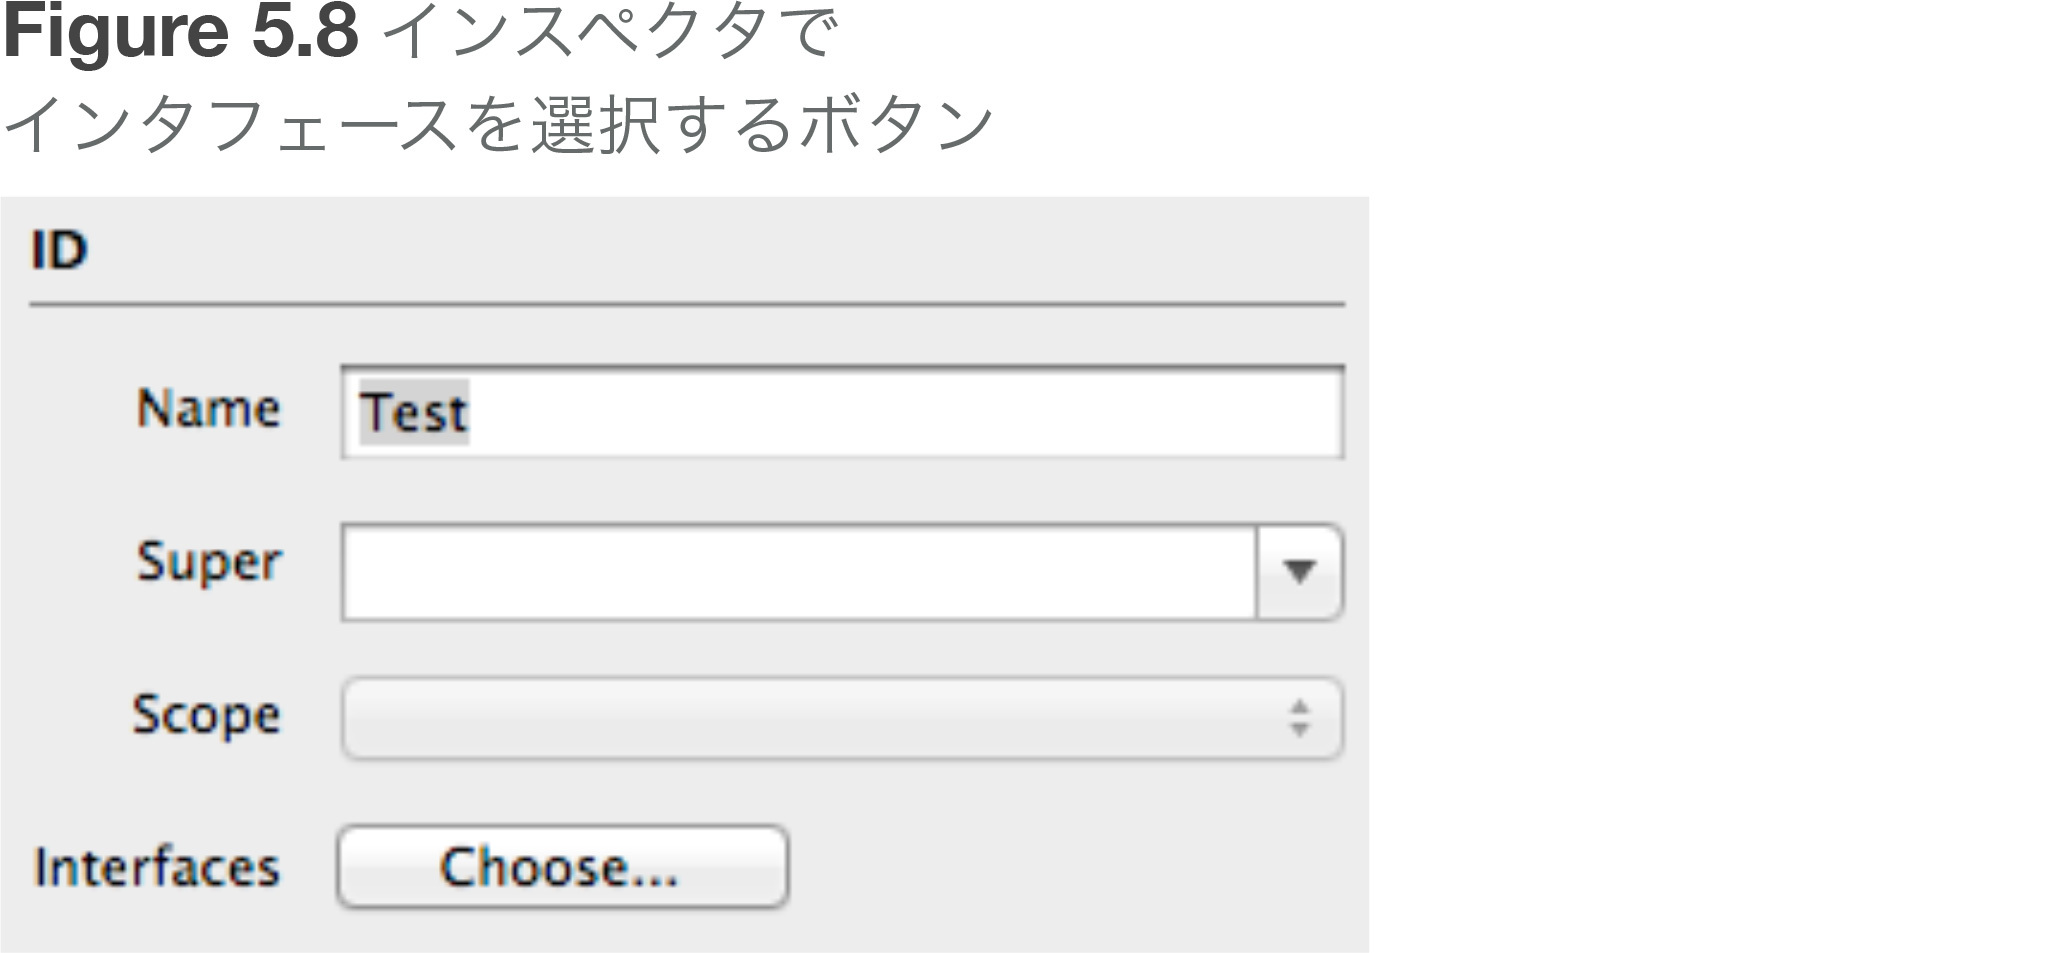 Figure 5.8 インスペクタで
インタフェースを選択するボタン
ID
Name Test
Super
Scope
Interfaces Choose...